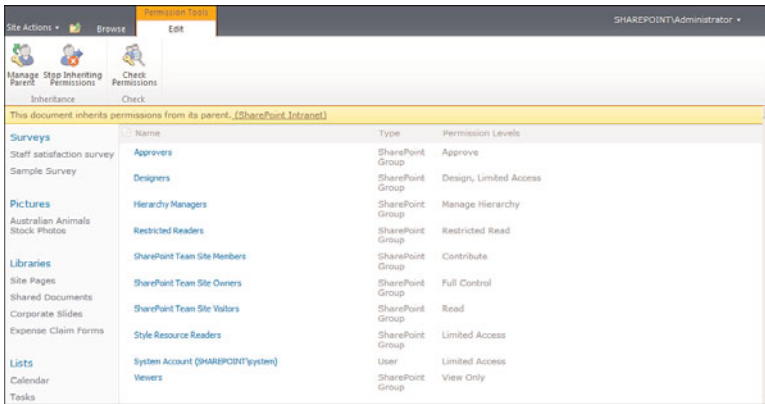 Permission Tools
SHAREPOINT\Administrator
Site Actions Browse Edit
Manage Parent
Stop Inheriting Permissions
Check Permissions
Inheritance Check
This document inherits permissions from its parent. (SharePoint Intranet)
Surveys
Staff satisfaction survey
Sample Survey
Pictures
Australian Animals
Stock Photos
Libraries
Site Pages
Shared Documents
Corporate Slides
Expense Claim Forms
Lists
Calendar
Tasks
Name Type Permission Levels
Approvers SharePoint Group Approve
Designers SharePoint Group Design, Limited Access
Hierarchy Managers SharePoint Group Manage Hierarchy
Restricted Readers SharePoint Group Restricted Read
SharePoint Team Site Members SharePoint Group Contribute
SharePoint Team Site Owners SharePoint Group Full Control
SharePoint Team Site Visitors SharePoint Group Read
Style Resource Readers SharePoint Group Limited Access
System Account (SHAREPOINT\system) User Limited Access
Viewers SharePoint Group View Only